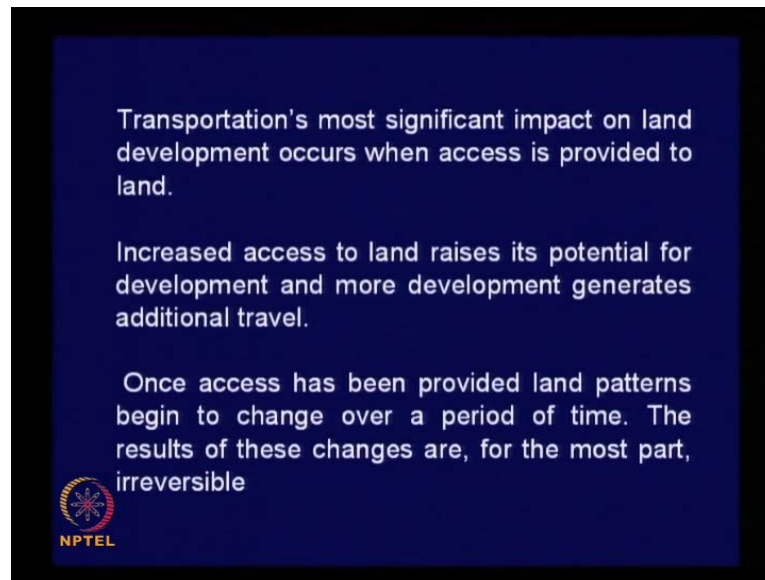 Transportation's most significant impact on land
development occurs when access is provided to
land.
Increased access to land raises its potential for
development and more development generates
additional travel.
Once access has been provided land patterns
begin to change over a period of time. The
results of these changes are, for the most part,
irreversible
NPTEL